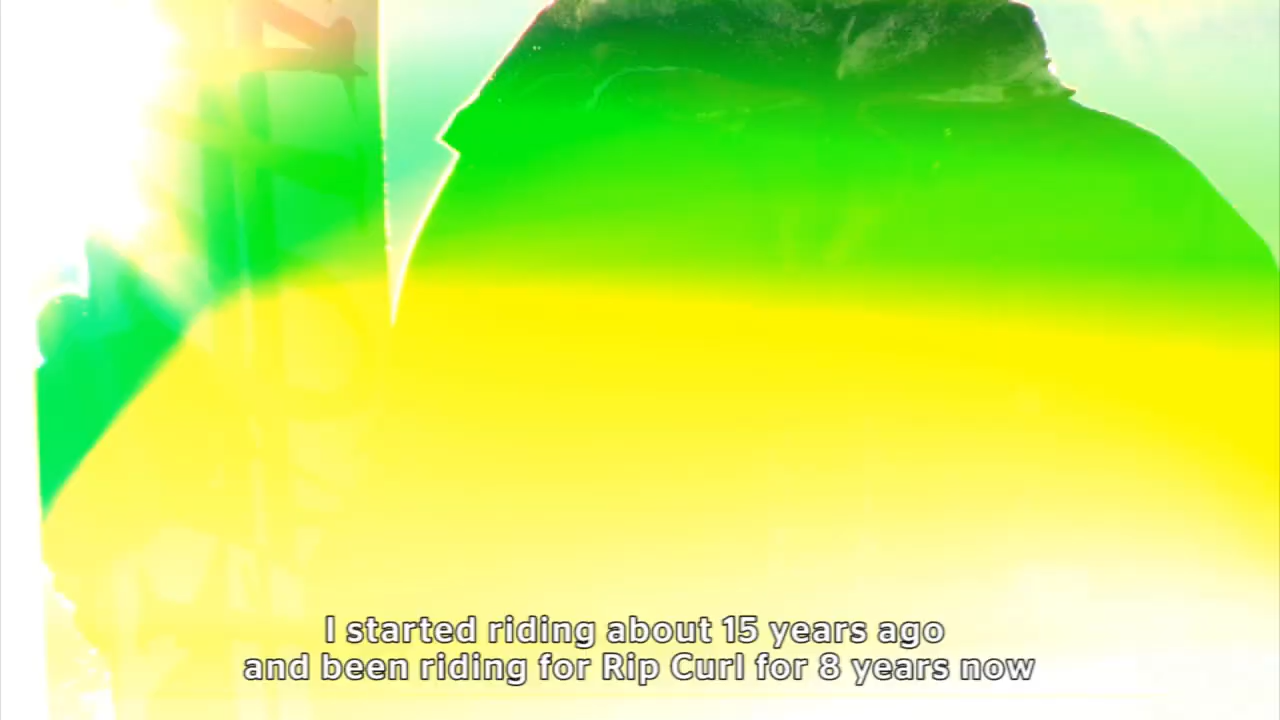 I started riding about 15 years ago
and been riding for Rip Curl for 8 years now